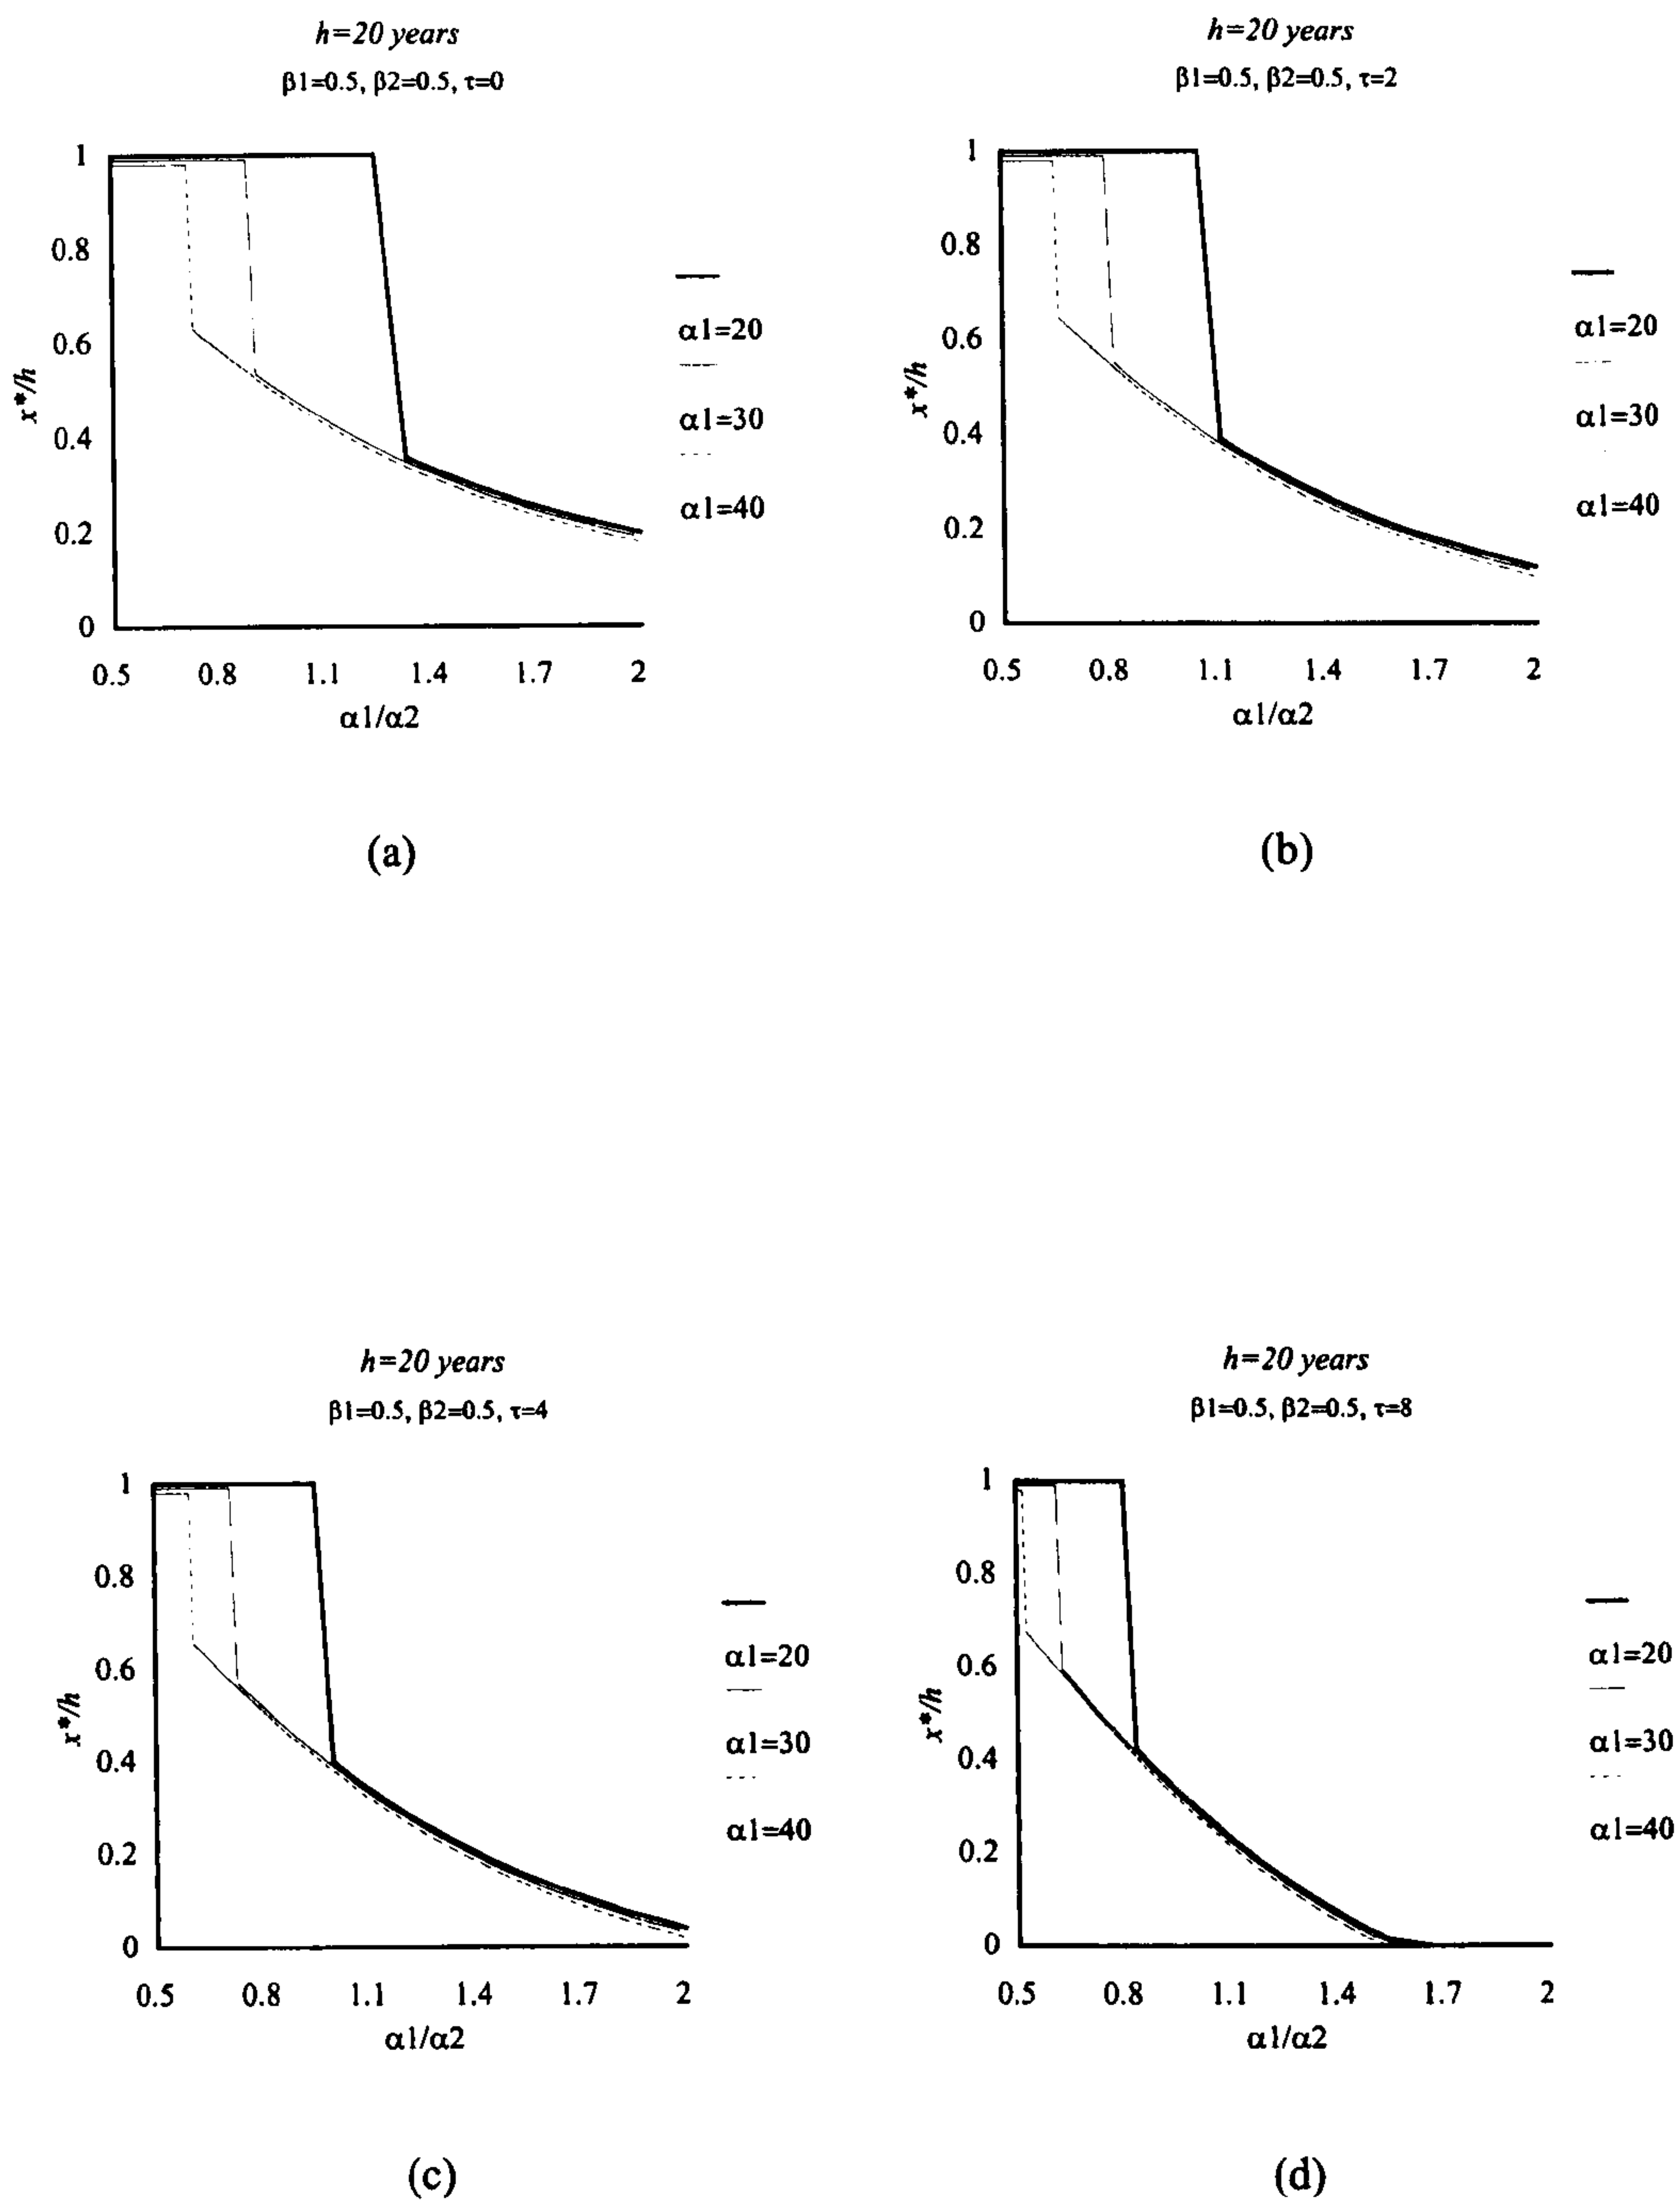 h=20 years
β1=0.5, β2=0.5, τ=0
1
0.8
0.6
0.4
0.2
0
x*/h
0.5 0.8 1.1 1.4 1.7 2
α1/α2
α1=20
α1=30
α1=40
(a)
h=20 years
β1=0.5, β2=0.5, τ=2
1
0.8
0.6
0.4
0.2
0
x*/h
0.5 0.8 1.1 1.4 1.7 2
α1/α2
α1=20
α1=30
α1=40
(b)
h=20 years
β1=0.5, β2=0.5, τ=4
1
0.8
0.6
0.4
0.2
0
x*/h
0.5 0.8 1.1 1.4 1.7 2
α1/α2
α1=20
α1=30
α1=40
(c)
h=20 years
β1=0.5, β2=0.5, τ=8
1
0.8
0.6
0.4
0.2
0
x*/h
0.5 0.8 1.1 1.4 1.7 2
α1/α2
α1=20
α1=30
α1=40
(d)